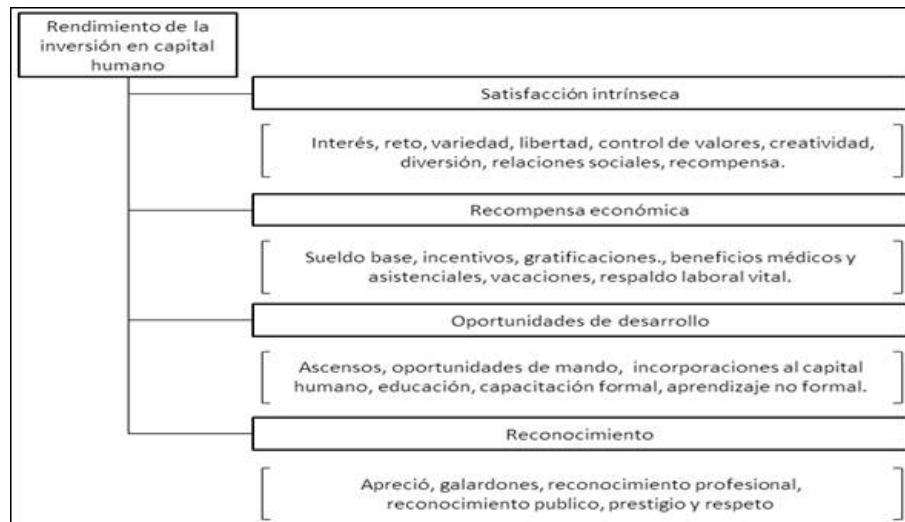 Rendimiento de la
inversión en capital
humano
Satisfacción intrínseca
Interés, reto, variedad, libertad, control de valores, creatividad,
diversión, relaciones sociales, recompensa.
Recompensa económica
Sueldo base, incentivos, gratificaciones., beneficios médicos y
asistenciales, vacaciones, respaldo laboral vital.
Oportunidades de desarrollo
Ascensos, oportunidades de mando, incorporaciones al capital
humano, educación, capacitación formal, aprendizaje no formal.
Reconocimiento
Apreció, galardones, reconocimiento profesional,
reconocimiento publico, prestigio y respeto